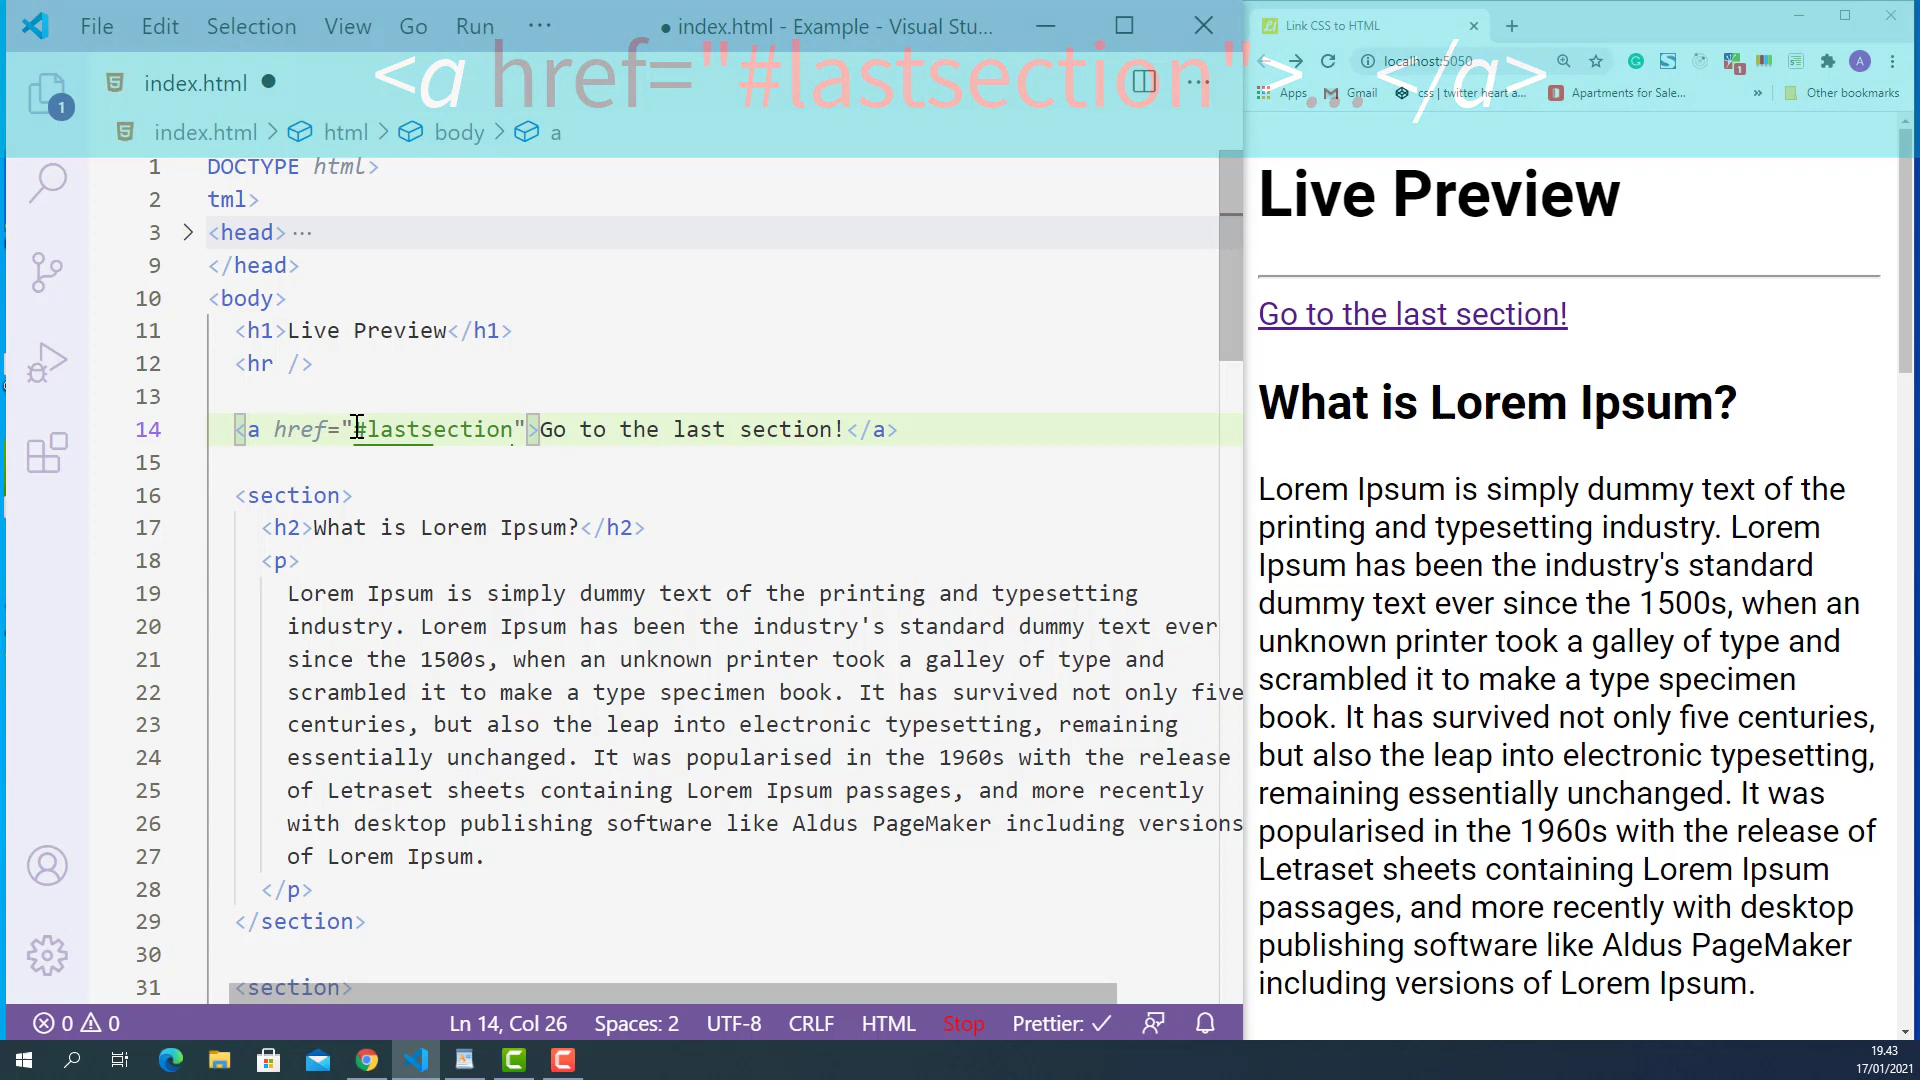 File Edit Selection View Go Run ··· ● index.html - Example - Visual Stu...
<a href="#lastsection">...</a>
index.html ●
index.html > html > body > a
1
1 DOCTYPE html>
2 tml>
3 <head>···
9 </head>
10 <body>
11 <h1>Live Preview</h1>
12 <hr />
13
14 <a href="#lastsection">Go to the last section!</a>
15
16 <section>
17 <h2>What is Lorem Ipsum?</h2>
18 <p>
19 Lorem Ipsum is simply dummy text of the printing and typesetting
20 industry. Lorem Ipsum has been the industry's standard dummy text ever
21 since the 1500s, when an unknown printer took a galley of type and
22 scrambled it to make a type specimen book. It has survived not only five
23 centuries, but also the leap into electronic typesetting, remaining
24 essentially unchanged. It was popularised in the 1960s with the release
25 of Letraset sheets containing Lorem Ipsum passages, and more recently
26 with desktop publishing software like Aldus PageMaker including versions
27 of Lorem Ipsum.
28 </p>
29 </section>
30
31 <section>
0 0 Ln 14, Col 26 Spaces: 2 UTF-8 CRLF HTML Stop Prettier: ✓
Link CSS to HTML
localhost:5050
A
1
Apps Gmail css | twitter heart a... Apartments for Sale... » Other bookmarks
Live Preview
Go to the last section!
What is Lorem Ipsum?
Lorem Ipsum is simply dummy text of the
printing and typesetting industry. Lorem
Ipsum has been the industry's standard
dummy text ever since the 1500s, when an
unknown printer took a galley of type and
scrambled it to make a type specimen
book. It has survived not only five centuries,
but also the leap into electronic typesetting,
remaining essentially unchanged. It was
popularised in the 1960s with the release of
Letraset sheets containing Lorem Ipsum
passages, and more recently with desktop
publishing software like Aldus PageMaker
including versions of Lorem Ipsum.
19.43
17/01/2021